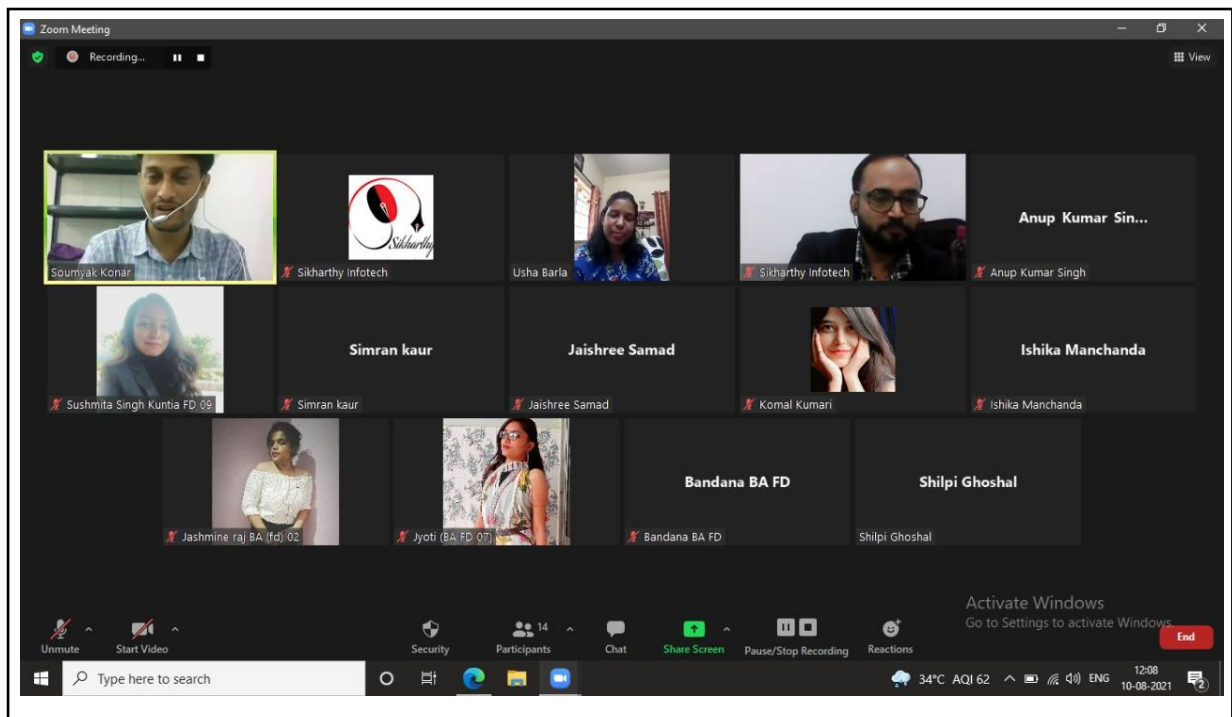 Zoom Meeting
Recording...
View
Soumyak Konar
Sikharthy
Sikharthy Infotech
Usha Barla
Sikharthy Infotech
Anup Kumar Sin...
Anup Kumar Singh
Sushmita Singh Kuntia FD 09
Simran kaur
Simran kaur
Jaishree Samad
Jaishree Samad
Komal Kumari
Ishika Manchanda
Ishika Manchanda
Jashmine raj BA (fd) 02
Jyoti (BA FD 07)
Bandana BA FD
Bandana BA FD
Shilpi Ghoshal
Shilpi Ghoshal
Activate Windows
Go to Settings to activate Windows.
Unmute
Start Video
Security
14
Participants
Chat
Share Screen
Pause/Stop Recording
Reactions
End
Type here to search
34°C AQI 62
ENG
12:08
10-08-2021
2